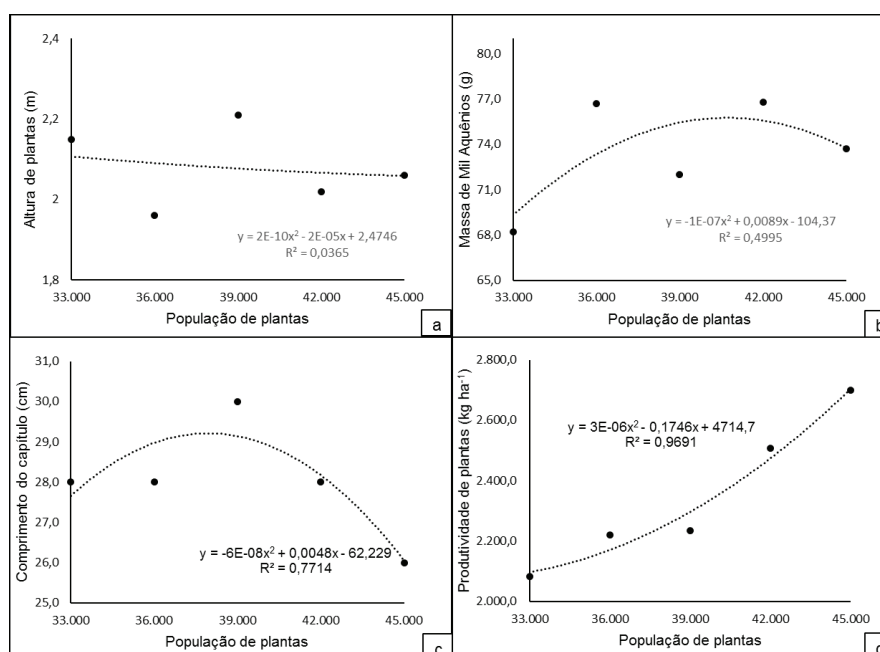 2,4
2,2
2
1,8
Altura de plantas (m)
y = 2E-10x² - 2E-05x + 2,4746
R² = 0,0365
33.000 36.000 39.000 42.000 45.000
População de plantas
a
80,0
77,0
74,0
71,0
68,0
65,0
Massa de Mil Aquênios (g)
y = -1E-07x² + 0,0089x - 104,37
R² = 0,4995
33.000 36.000 39.000 42.000 45.000
População de plantas
b
31,0
30,0
29,0
28,0
27,0
26,0
25,0
Comprimento do capítulo (cm)
y = -6E-08x² + 0,0048x - 62,229
R² = 0,7714
33.000 36.000 39.000 42.000 45.000
População de plantas
c
2.800,0
2.600,0
2.400,0
2.200,0
2.000,0
Produtividade de plantas (kg ha⁻¹)
y = 3E-06x² - 0,1746x + 4714,7
R² = 0,9691
33.000 36.000 39.000 42.000 45.000
População de plantas